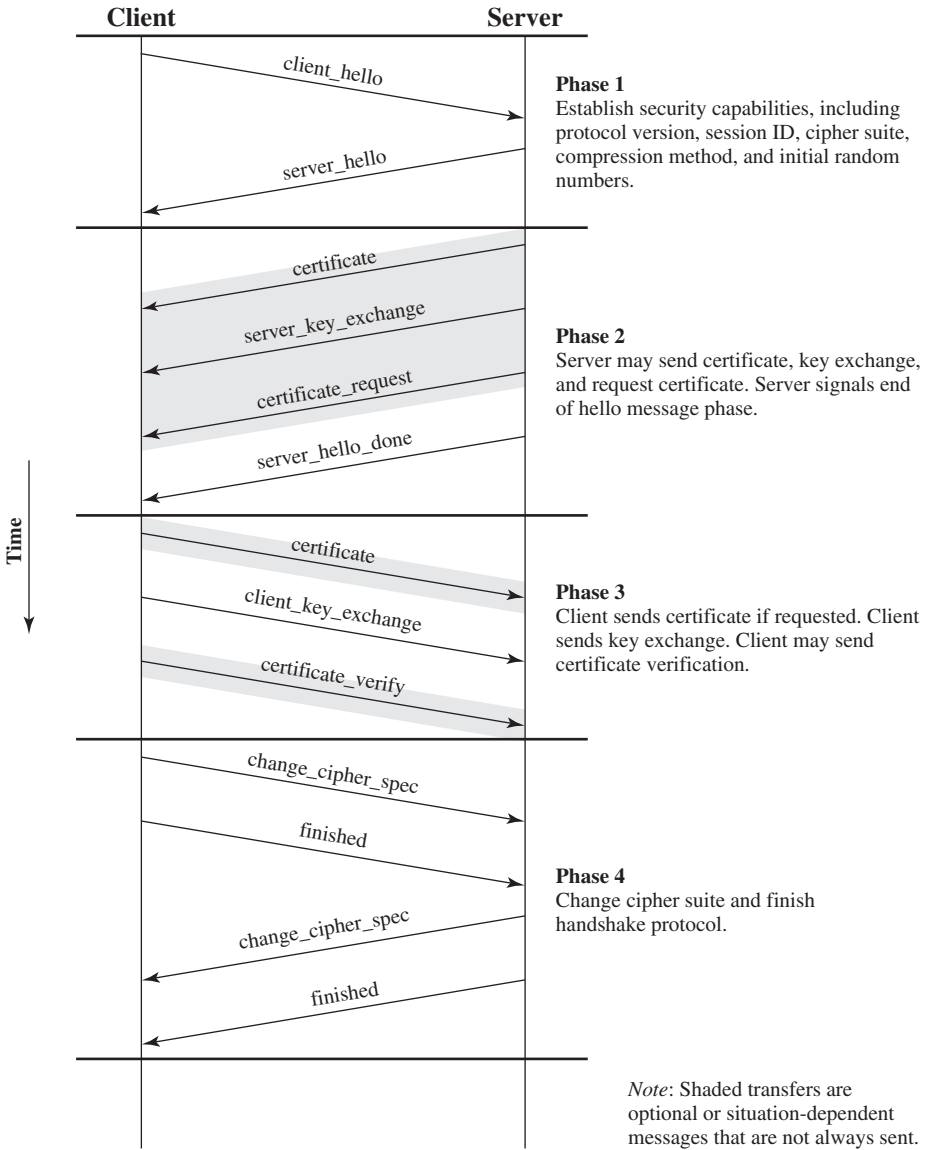 Client
Server
client_hello
server_hello
Phase 1
Establish security capabilities, including
protocol version, session ID, cipher suite,
compression method, and initial random
numbers.
certificate
server_key_exchange
certificate_request
server_hello_done
Phase 2
Server may send certificate, key exchange,
and request certificate. Server signals end
of hello message phase.
Time
certificate
client_key_exchange
certificate_verify
Phase 3
Client sends certificate if requested. Client
sends key exchange. Client may send
certificate verification.
change_cipher_spec
finished
change_cipher_spec
finished
Phase 4
Change cipher suite and finish
handshake protocol.
Note: Shaded transfers are
optional or situation-dependent
messages that are not always sent.